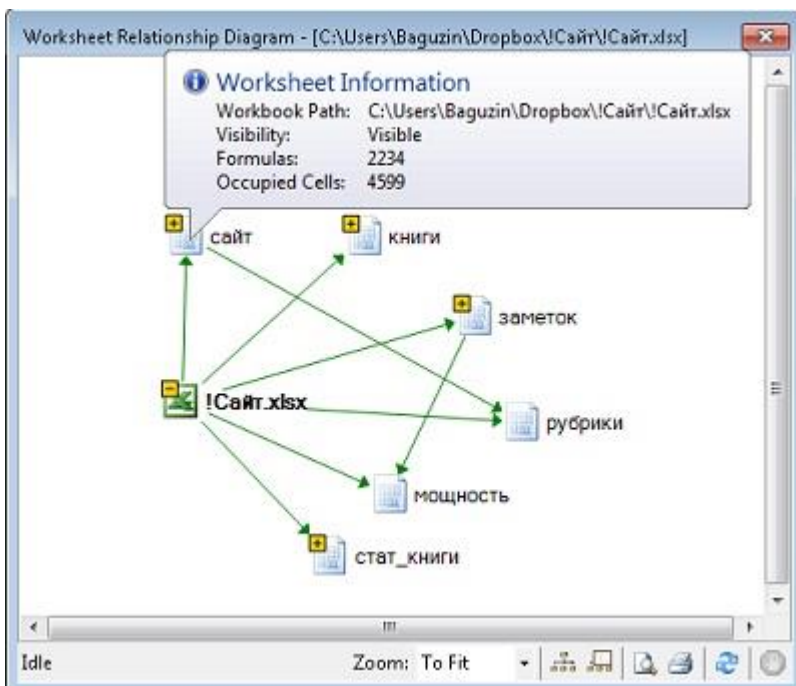 Worksheet Relationship Diagram - [C:\Users\Baguzin\Dropbox\!Сайт\!Сайт.xlsx]
Worksheet Information
Workbook Path: C:\Users\Baguzin\Dropbox\!Сайт\!Сайт.xlsx
Visibility: Visible
Formulas: 2234
Occupied Cells: 4599
сайт
книги
заметок
!Сайт.xlsx
рубрики
мощность
стат_книги
Idle Zoom: To Fit